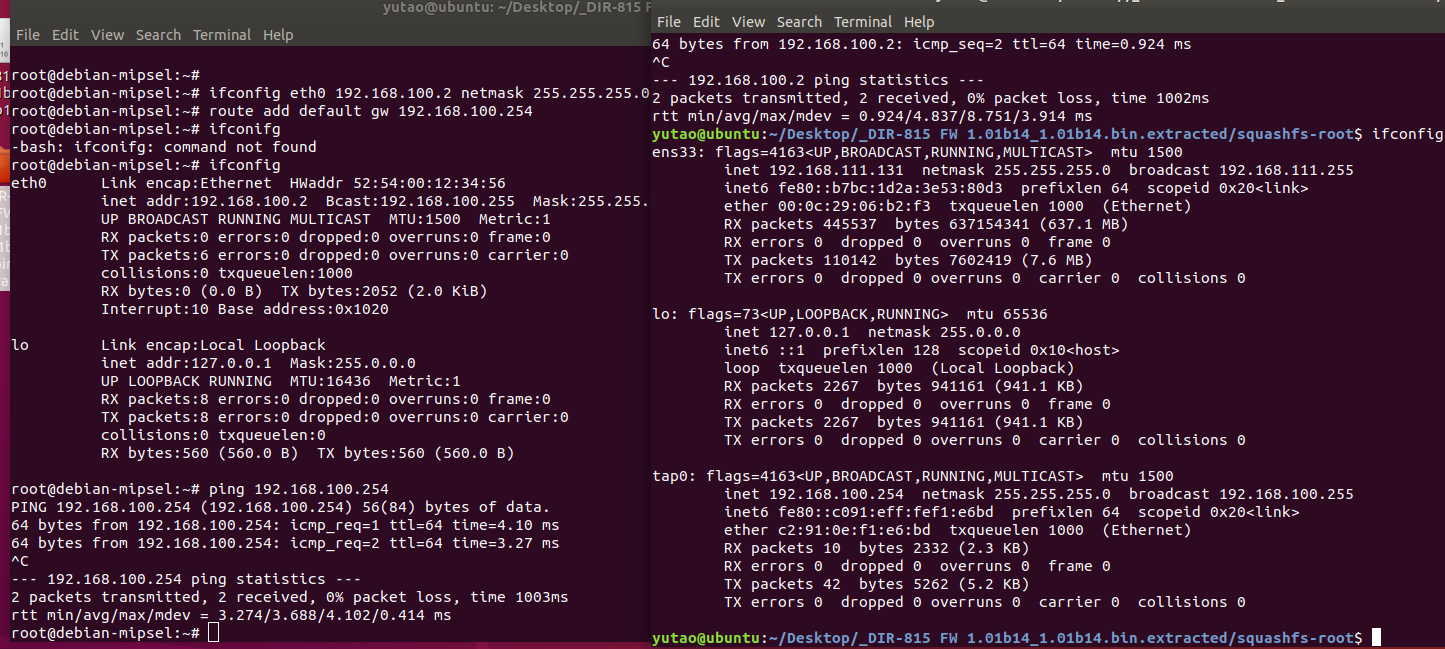 yutao@ubuntu: ~/Desktop/_DIR-815 F
File Edit View Search Terminal Help
root@debian-mipsel:~#
root@debian-mipsel:~# ifconfig eth0 192.168.100.2 netmask 255.255.255.0
root@debian-mipsel:~# route add default gw 192.168.100.254
root@debian-mipsel:~# ifconifg
-bash: ifconifg: command not found
root@debian-mipsel:~# ifconfig
eth0      Link encap:Ethernet  HWaddr 52:54:00:12:34:56
          inet addr:192.168.100.2  Bcast:192.168.100.255  Mask:255.255.
          UP BROADCAST RUNNING MULTICAST  MTU:1500  Metric:1
          RX packets:0 errors:0 dropped:0 overruns:0 frame:0
          TX packets:6 errors:0 dropped:0 overruns:0 carrier:0
          collisions:0 txqueuelen:1000
          RX bytes:0 (0.0 B)  TX bytes:2052 (2.0 KiB)
          Interrupt:10 Base address:0x1020
lo        Link encap:Local Loopback
          inet addr:127.0.0.1  Mask:255.0.0.0
          UP LOOPBACK RUNNING  MTU:16436  Metric:1
          RX packets:8 errors:0 dropped:0 overruns:0 frame:0
          TX packets:8 errors:0 dropped:0 overruns:0 carrier:0
          collisions:0 txqueuelen:0
          RX bytes:560 (560.0 B)  TX bytes:560 (560.0 B)
root@debian-mipsel:~# ping 192.168.100.254
PING 192.168.100.254 (192.168.100.254) 56(84) bytes of data.
64 bytes from 192.168.100.254: icmp_req=1 ttl=64 time=4.10 ms
64 bytes from 192.168.100.254: icmp_req=2 ttl=64 time=3.27 ms
^C
--- 192.168.100.254 ping statistics ---
2 packets transmitted, 2 received, 0% packet loss, time 1003ms
rtt min/avg/max/mdev = 3.274/3.688/4.102/0.414 ms
root@debian-mipsel:~#
File Edit View Search Terminal Help
64 bytes from 192.168.100.2: icmp_seq=2 ttl=64 time=0.924 ms
^C
--- 192.168.100.2 ping statistics ---
2 packets transmitted, 2 received, 0% packet loss, time 1002ms
rtt min/avg/max/mdev = 0.924/4.837/8.751/3.914 ms
yutao@ubuntu:~/Desktop/_DIR-815 FW 1.01b14_1.01b14.bin.extracted/squashfs-root$ ifconfig
ens33: flags=4163<UP,BROADCAST,RUNNING,MULTICAST>  mtu 1500
        inet 192.168.111.131  netmask 255.255.255.0  broadcast 192.168.111.255
        inet6 fe80::b7bc:1d2a:3e53:80d3  prefixlen 64  scopeid 0x20<link>
        ether 00:0c:29:06:b2:f3  txqueuelen 1000  (Ethernet)
        RX packets 445537  bytes 637154341 (637.1 MB)
        RX errors 0  dropped 0  overruns 0  frame 0
        TX packets 110142  bytes 7602419 (7.6 MB)
        TX errors 0  dropped 0 overruns 0  carrier 0  collisions 0
lo: flags=73<UP,LOOPBACK,RUNNING>  mtu 65536
        inet 127.0.0.1  netmask 255.0.0.0
        inet6 ::1  prefixlen 128  scopeid 0x10<host>
        loop  txqueuelen 1000  (Local Loopback)
        RX packets 2267  bytes 941161 (941.1 KB)
        RX errors 0  dropped 0  overruns 0  frame 0
        TX packets 2267  bytes 941161 (941.1 KB)
        TX errors 0  dropped 0 overruns 0  carrier 0  collisions 0
tap0: flags=4163<UP,BROADCAST,RUNNING,MULTICAST>  mtu 1500
        inet 192.168.100.254  netmask 255.255.255.0  broadcast 192.168.100.255
        inet6 fe80::c091:eff:fef1:e6bd  prefixlen 64  scopeid 0x20<link>
        ether c2:91:0e:f1:e6:bd  txqueuelen 1000  (Ethernet)
        RX packets 10  bytes 2332 (2.3 KB)
        RX errors 0  dropped 0  overruns 0  frame 0
        TX packets 42  bytes 5262 (5.2 KB)
        TX errors 0  dropped 0 overruns 0  carrier 0  collisions 0
yutao@ubuntu:~/Desktop/_DIR-815 FW 1.01b14_1.01b14.bin.extracted/squashfs-root$